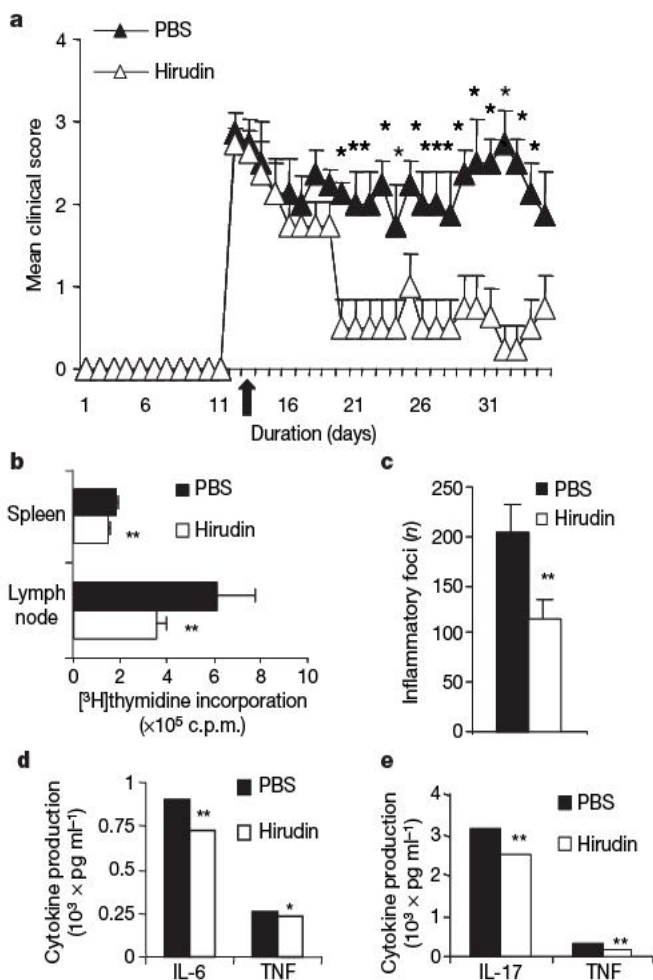 a
PBS
Hirudin
4
3
2
1
0
Mean clinical score
* ** * * * *** * * * * * *
1 6 11 16 21 26 31
Duration (days)
b
PBS
Hirudin
Spleen
**
Lymph
node
**
0 2 4 6 8 10
[³H]thymidine incorporation
(×10⁵ c.p.m.)
c
PBS
Hirudin
250
200
150
100
50
0
Inflammatory foci (n)
**
d
PBS
Hirudin
1
0.75
0.5
0.25
0
Cytokine production
(10³ × pg ml⁻¹)
**
*
IL-6 TNF
e
PBS
Hirudin
4
3
2
1
0
Cytokine production
(10³ × pg ml⁻¹)
**
**
IL-17 TNF